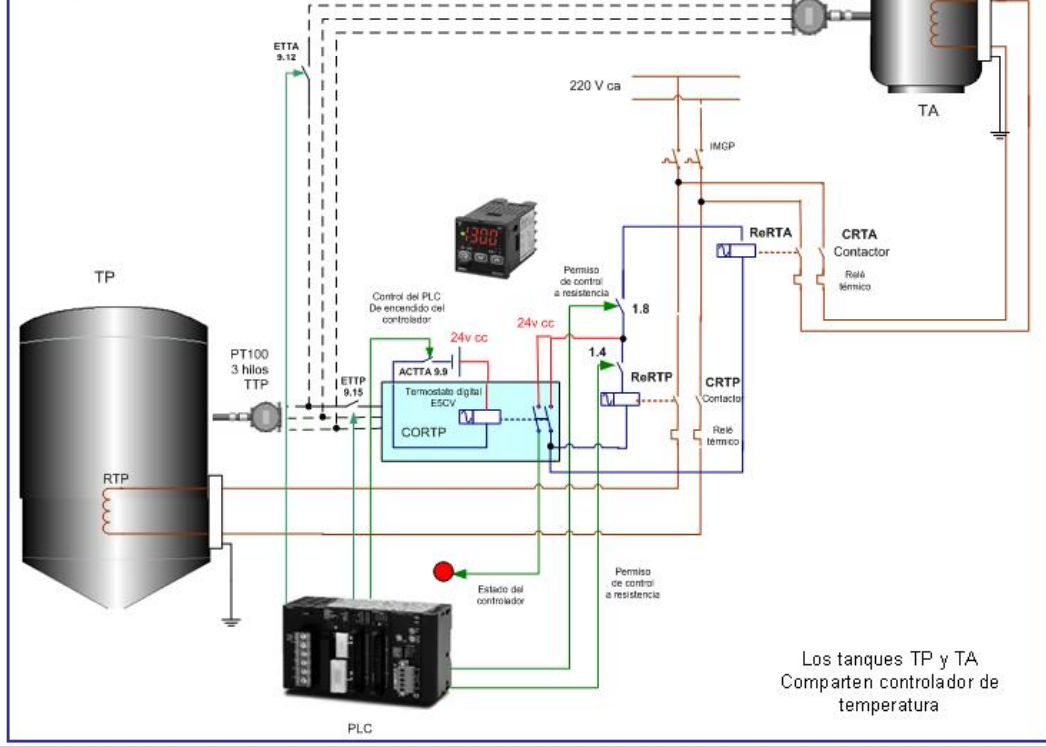 ETTA
9.12
220 V ca
TA
IMGP
ReRTA
CRTA
Contactor
Relé
térmico
TP
1300
Permiso
de control
a resistencia
1.8
Control del PLC
De encendido del
controlador
24v cc
24v cc
1.4
ACTTA 9.9
PT100
3 hilos
TTP
ETTP
9.15
Termostato digital
E5CV
CORTP
ReRTP
CRTP
Contacto
Relé
térmico
RTP
Estado del
controlador
Permiso
de control
a resistencia
Los tanques TP y TA
Comparten controlador de
temperatura
PLC